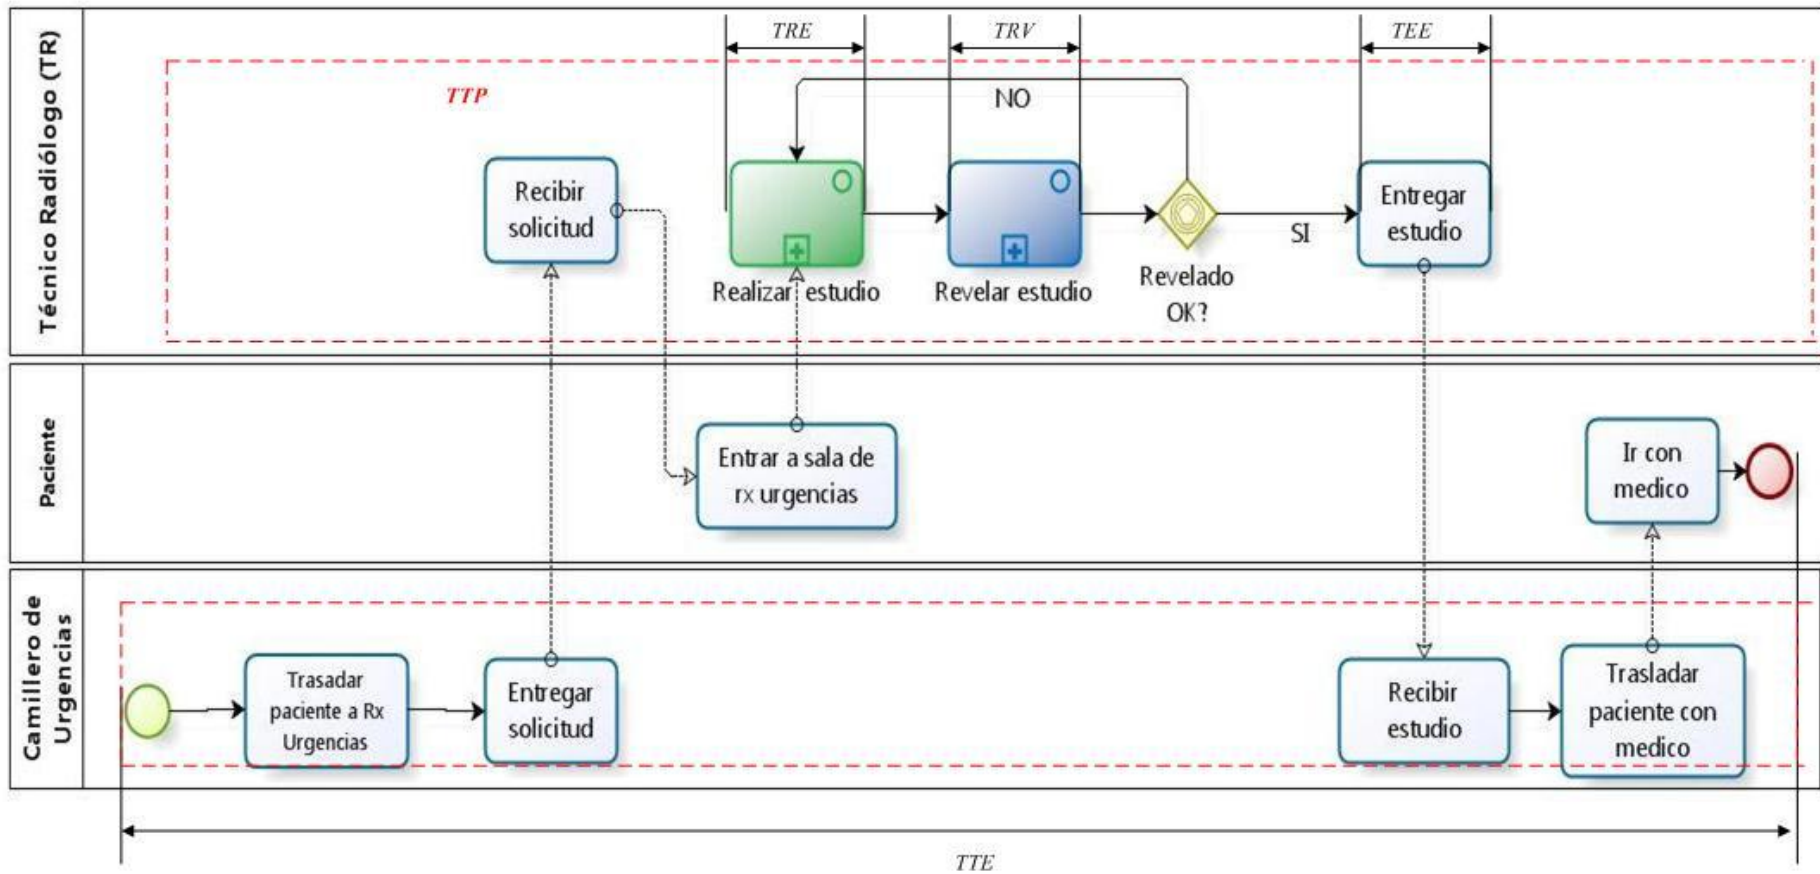 Técnico Radiólogo (TR)
TRE
TRV
TEE
TTP
NO
Recibir
solicitud
Realizar estudio
Revelar estudio
Revelado
OK?
SI
Entregar
estudio
Paciente
Entrar a sala de
rx urgencias
Ir con
medico
Camillero de
Urgencias
Trasadar
paciente a Rx
Urgencias
Entregar
solicitud
Recibir
estudio
Trasladar
paciente con
medico
TTE